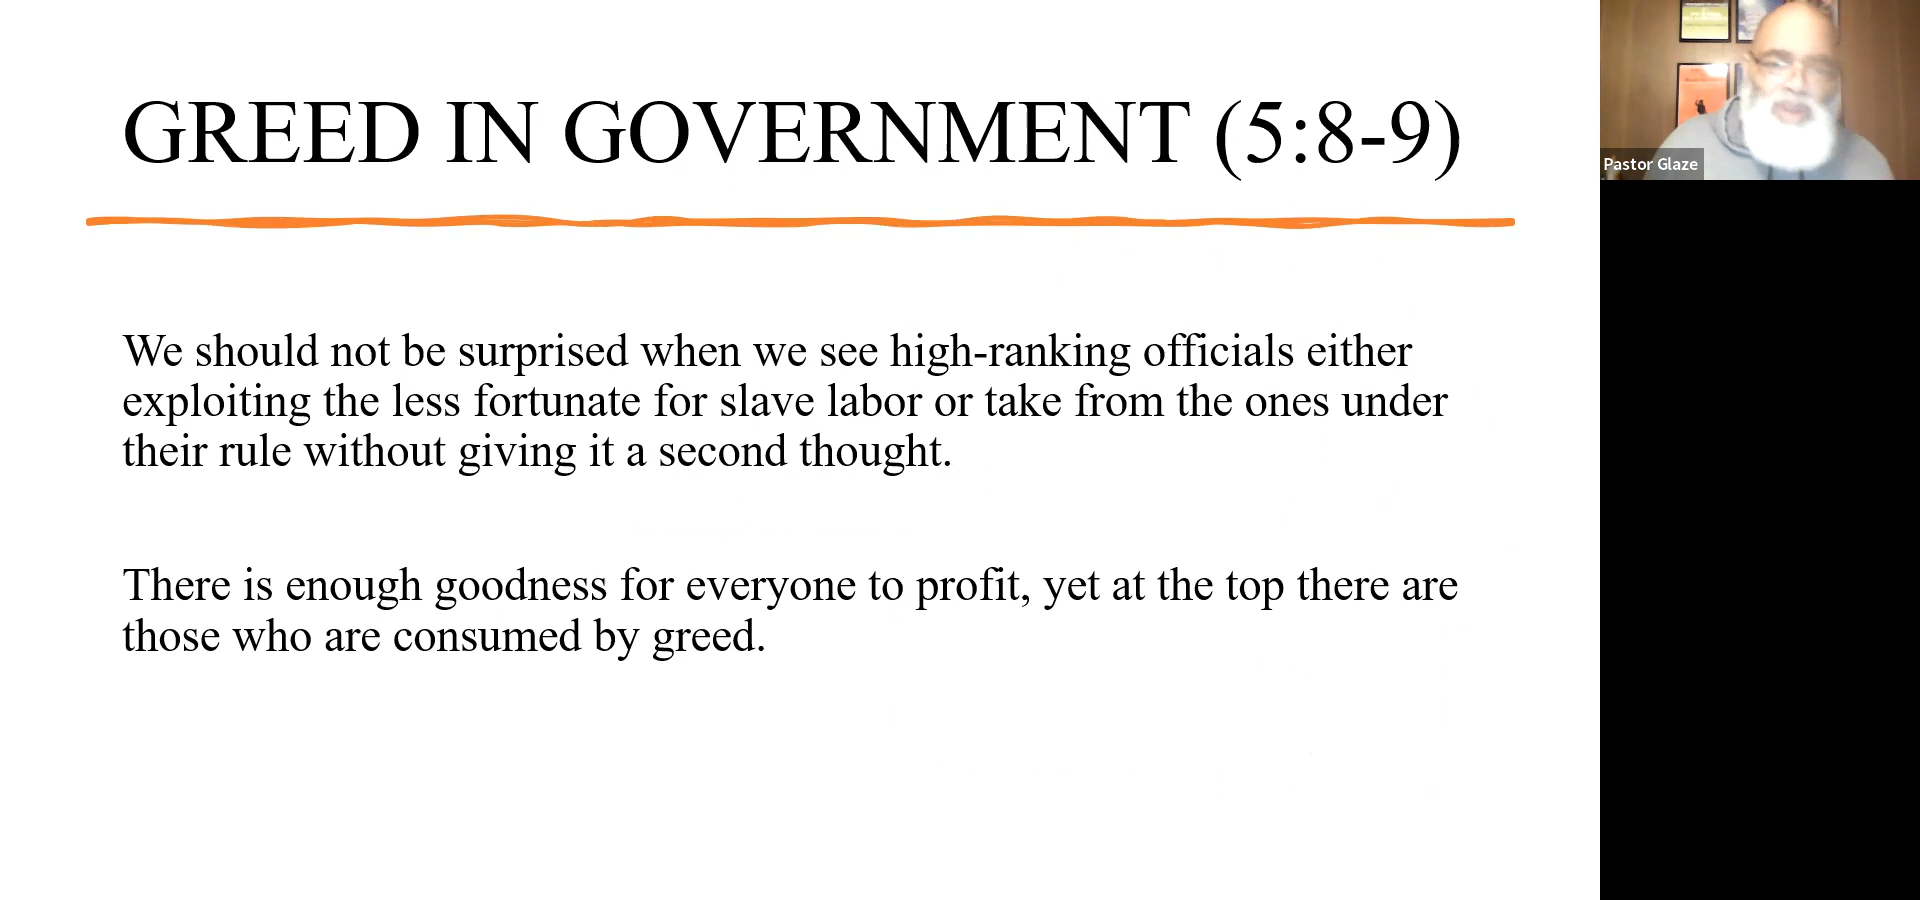 GREED IN GOVERNMENT (5:8-9)
We should not be surprised when we see high-ranking officials either
exploiting the less fortunate for slave labor or take from the ones under
their rule without giving it a second thought.
There is enough goodness for everyone to profit, yet at the top there are
those who are consumed by greed.
Pastor Glaze